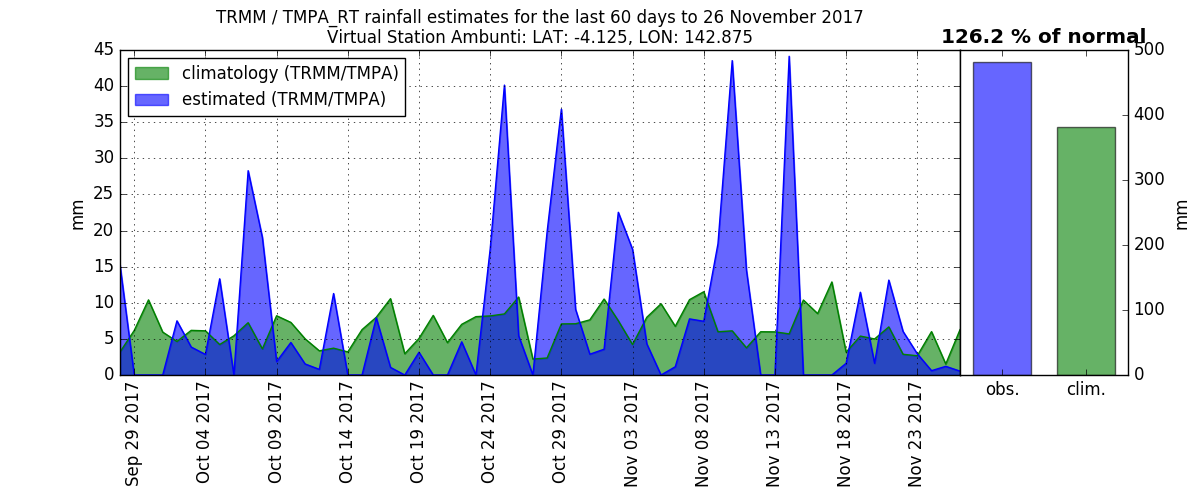 TRMM / TMPA_RT rainfall estimates for the last 60 days to 26 November 2017
Virtual Station Ambunti: LAT: -4.125, LON: 142.875
126.2 % of normal
climatology (TRMM/TMPA)
estimated (TRMM/TMPA)
mm
45
40
35
30
25
20
15
10
5
0
Sep 29 2017
Oct 04 2017
Oct 09 2017
Oct 14 2017
Oct 19 2017
Oct 24 2017
Oct 29 2017
Nov 03 2017
Nov 08 2017
Nov 13 2017
Nov 18 2017
Nov 23 2017
500
400
300
200
100
0
mm
obs.
clim.